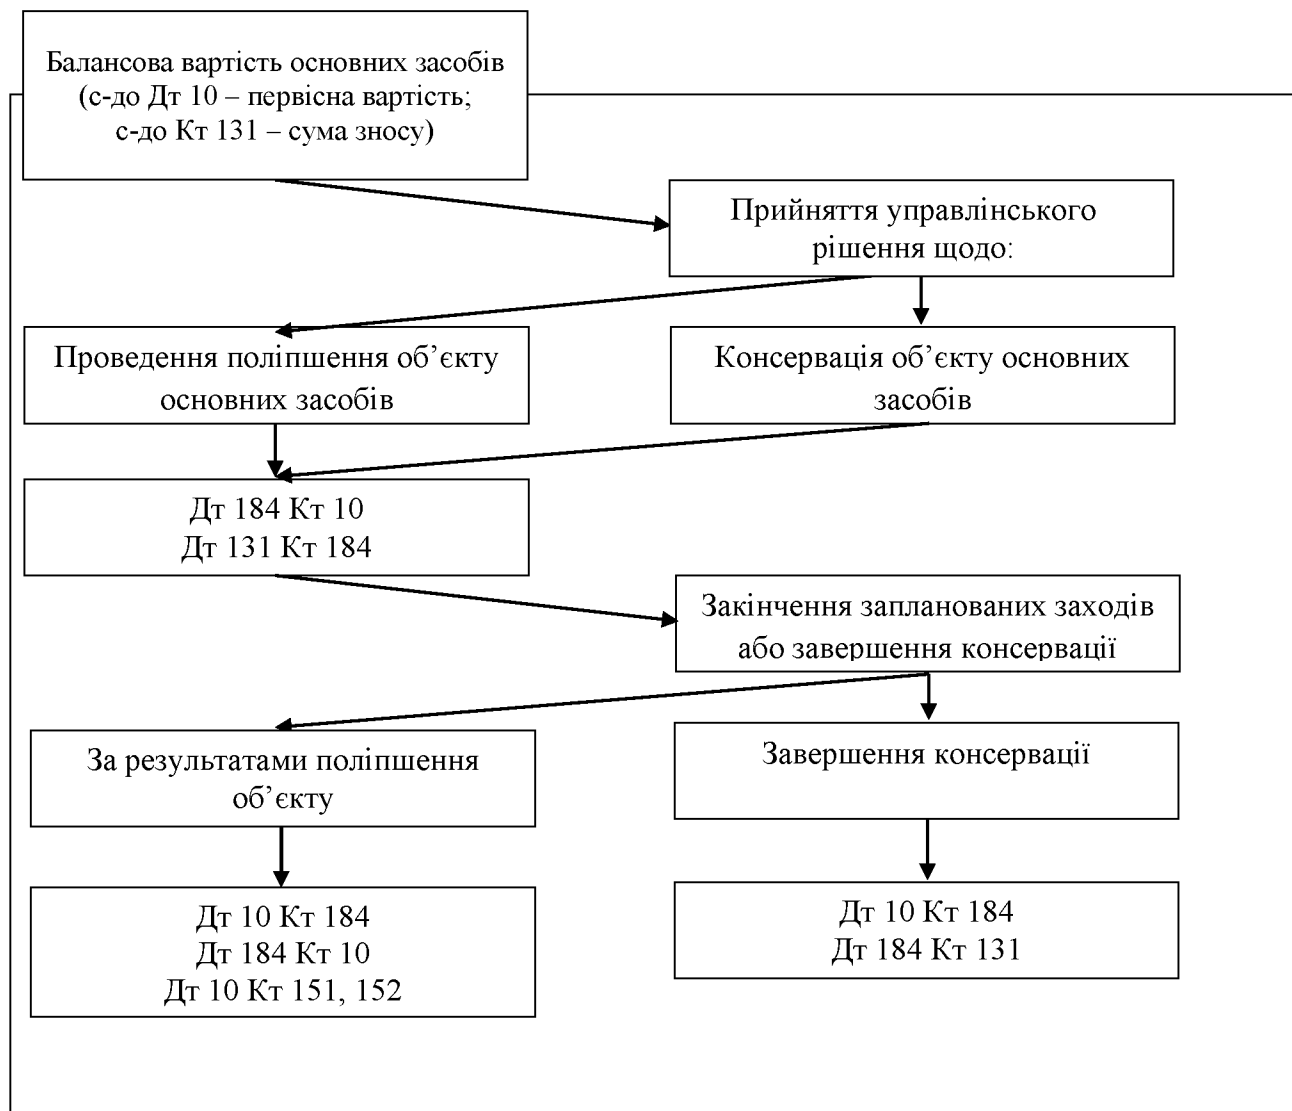 Балансова вартість основних засобів
(с-до Дт 10 – первісна вартість;
с-до Кт 131 – сума зносу)
Прийняття управлінського
рішення щодо:
Проведення поліпшення об’єкту
основних засобів
Консервація об’єкту основних
засобів
Дт 184 Кт 10
Дт 131 Кт 184
Закінчення запланованих заходів
або завершення консервації
За результатами поліпшення
об’єкту
Завершення консервації
Дт 10 Кт 184
Дт 184 Кт 10
Дт 10 Кт 151, 152
Дт 10 Кт 184
Дт 184 Кт 131